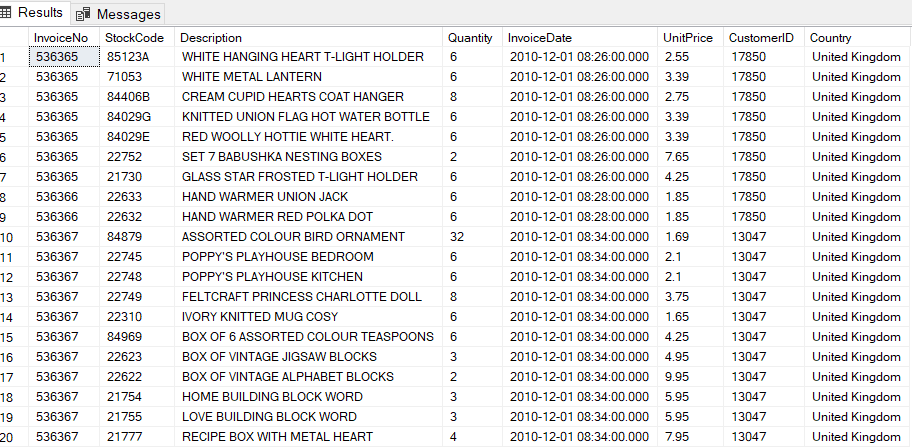 Results Messages
InvoiceNo StockCode Description Quantity InvoiceDate UnitPrice CustomerID Country
1 536365 85123A WHITE HANGING HEART T-LIGHT HOLDER 6 2010-12-01 08:26:00.000 2.55 17850 United Kingdom
2 536365 71053 WHITE METAL LANTERN 6 2010-12-01 08:26:00.000 3.39 17850 United Kingdom
3 536365 84406B CREAM CUPID HEARTS COAT HANGER 8 2010-12-01 08:26:00.000 2.75 17850 United Kingdom
4 536365 84029G KNITTED UNION FLAG HOT WATER BOTTLE 6 2010-12-01 08:26:00.000 3.39 17850 United Kingdom
5 536365 84029E RED WOOLLY HOTTIE WHITE HEART. 6 2010-12-01 08:26:00.000 3.39 17850 United Kingdom
6 536365 22752 SET 7 BABUSHKA NESTING BOXES 2 2010-12-01 08:26:00.000 7.65 17850 United Kingdom
7 536365 21730 GLASS STAR FROSTED T-LIGHT HOLDER 6 2010-12-01 08:26:00.000 4.25 17850 United Kingdom
8 536366 22633 HAND WARMER UNION JACK 6 2010-12-01 08:28:00.000 1.85 17850 United Kingdom
9 536366 22632 HAND WARMER RED POLKA DOT 6 2010-12-01 08:28:00.000 1.85 17850 United Kingdom
10 536367 84879 ASSORTED COLOUR BIRD ORNAMENT 32 2010-12-01 08:34:00.000 1.69 13047 United Kingdom
11 536367 22745 POPPY'S PLAYHOUSE BEDROOM 6 2010-12-01 08:34:00.000 2.1 13047 United Kingdom
12 536367 22748 POPPY'S PLAYHOUSE KITCHEN 6 2010-12-01 08:34:00.000 2.1 13047 United Kingdom
13 536367 22749 FELTCRAFT PRINCESS CHARLOTTE DOLL 8 2010-12-01 08:34:00.000 3.75 13047 United Kingdom
14 536367 22310 IVORY KNITTED MUG COSY 6 2010-12-01 08:34:00.000 1.65 13047 United Kingdom
15 536367 84969 BOX OF 6 ASSORTED COLOUR TEASPOONS 6 2010-12-01 08:34:00.000 4.25 13047 United Kingdom
16 536367 22623 BOX OF VINTAGE JIGSAW BLOCKS 3 2010-12-01 08:34:00.000 4.95 13047 United Kingdom
17 536367 22622 BOX OF VINTAGE ALPHABET BLOCKS 2 2010-12-01 08:34:00.000 9.95 13047 United Kingdom
18 536367 21754 HOME BUILDING BLOCK WORD 3 2010-12-01 08:34:00.000 5.95 13047 United Kingdom
19 536367 21755 LOVE BUILDING BLOCK WORD 3 2010-12-01 08:34:00.000 5.95 13047 United Kingdom
20 536367 21777 RECIPE BOX WITH METAL HEART 4 2010-12-01 08:34:00.000 7.95 13047 United Kingdom